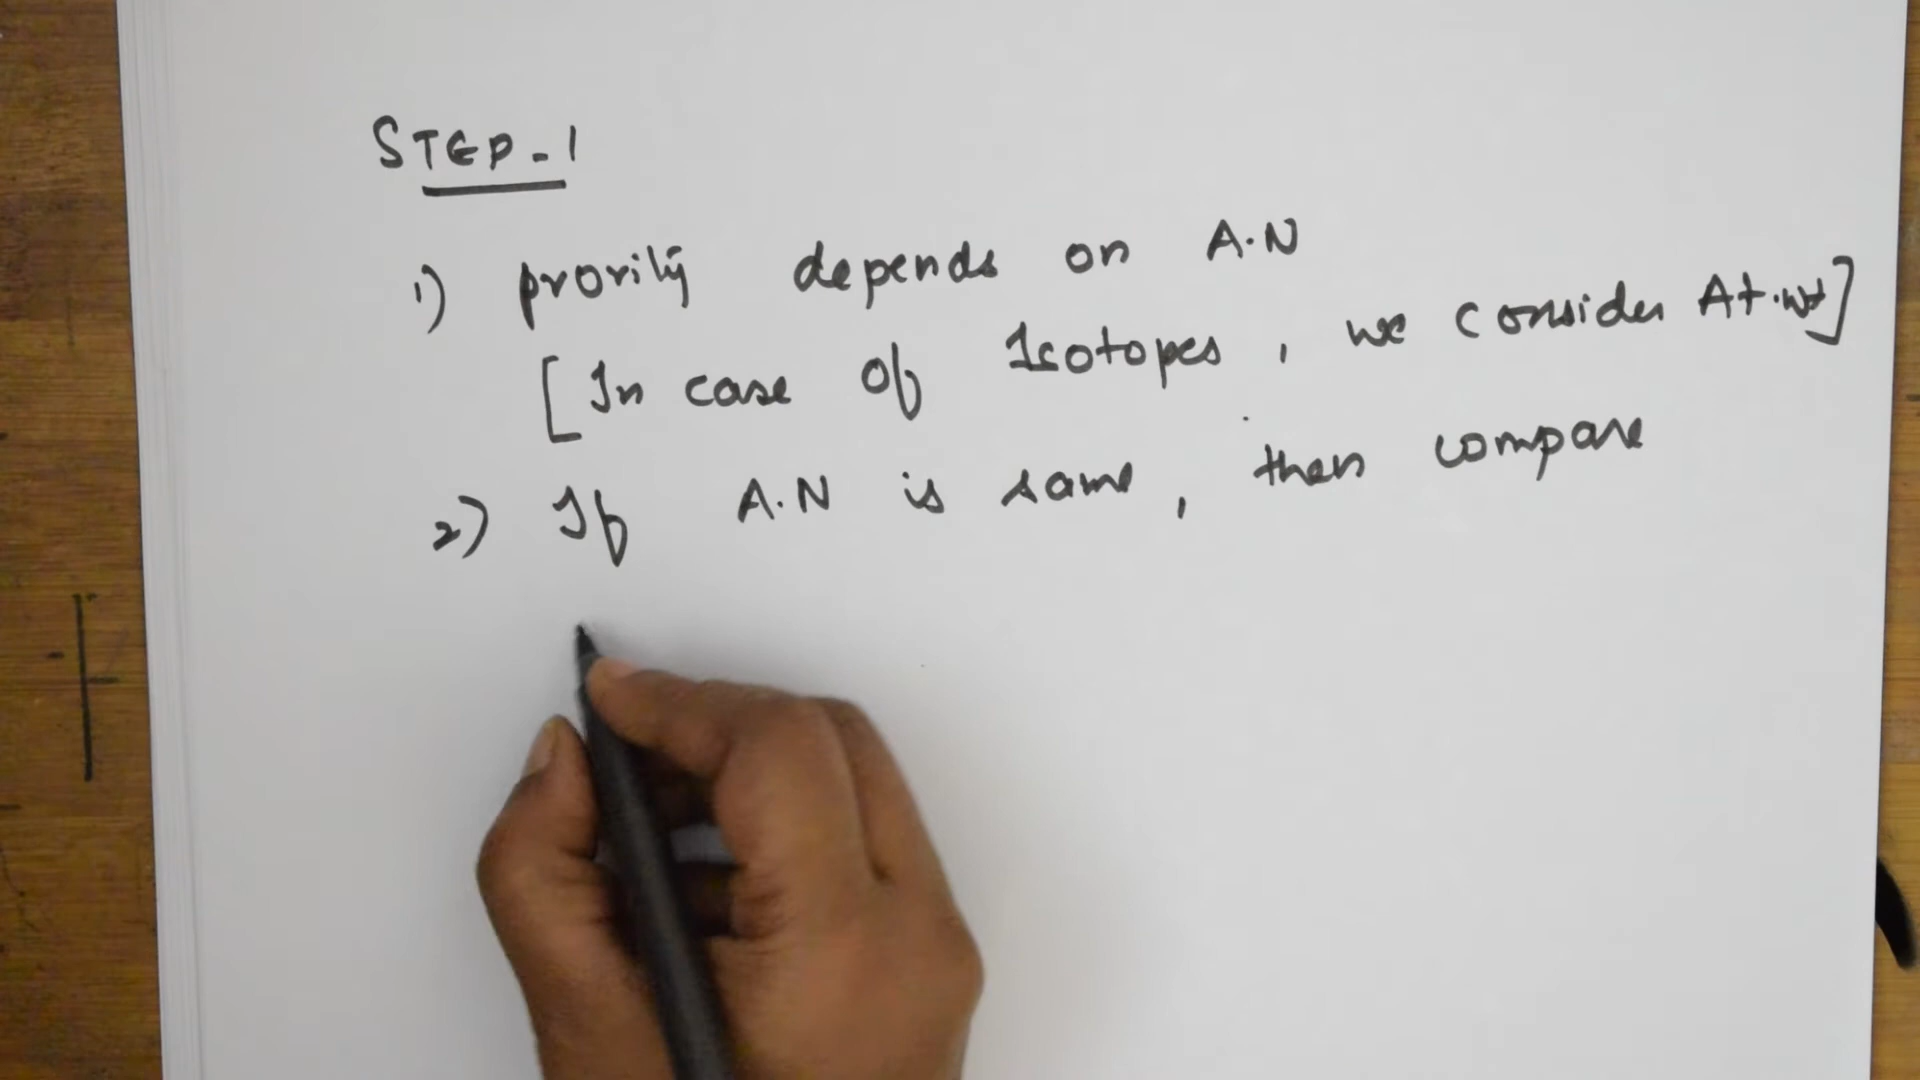 STEP-1
1) prority depends on A.N
[In case of Isotopes, we consider At.wt]
2) If A.N is same, then compare